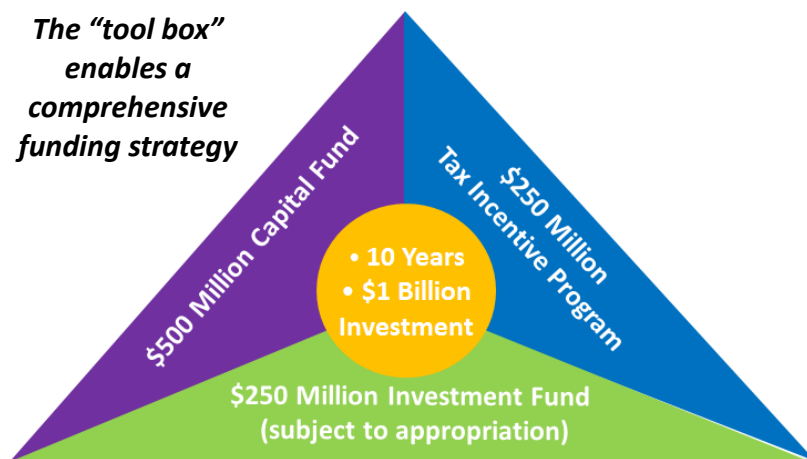 The “tool box”
enables a
comprehensive
funding strategy
$500 Million Capital Fund
$250 Million
Tax Incentive Program
• 10 Years
• $1 Billion
Investment
$250 Million Investment Fund
(subject to appropriation)